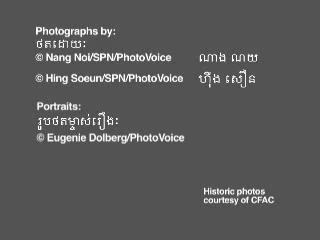 Photographs by:
ថតដោយ:
© Nang Noi/SPN/PhotoVoice ណាង ណយ
© Hing Soeun/SPN/PhotoVoice ហ៊ឹង សឿន
Portraits:
រូបថតម្ចាស់រឿង:
© Eugenie Dolberg/PhotoVoice
Historic photos
courtesy of CFAC